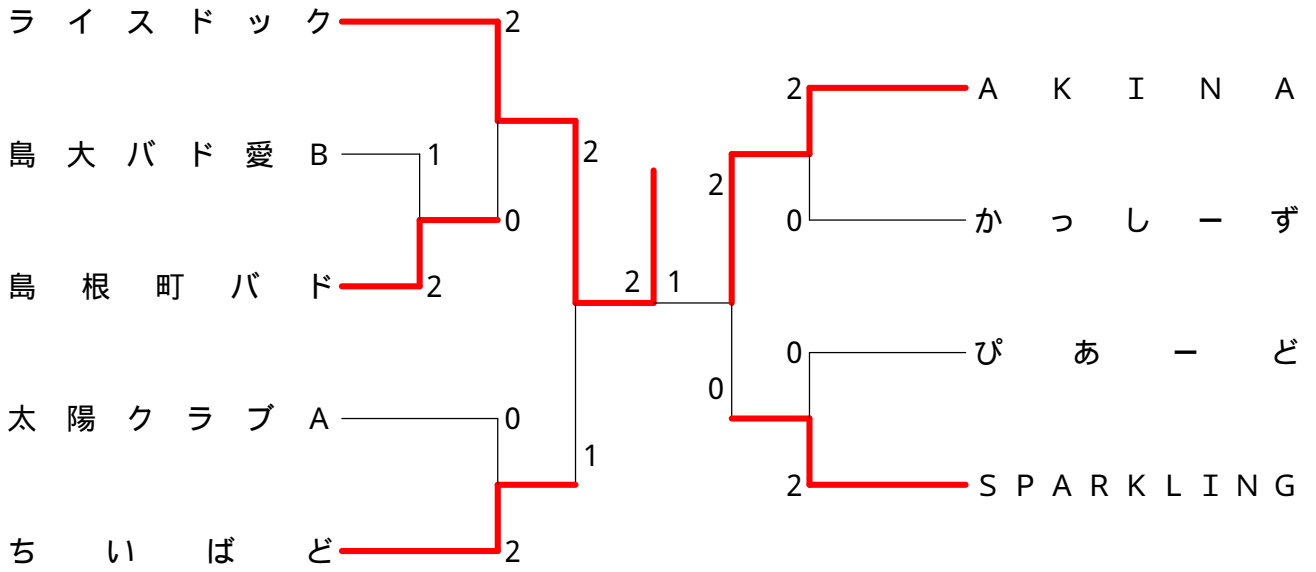 ライスドック 2
2 AKINA
島大バド愛B 1
2
2
0
0 かっしーず
島根町バド 2
2 1
0 ぴあーど
0
太陽クラブA 0
1
2 SPARKLING
ちいばど 2